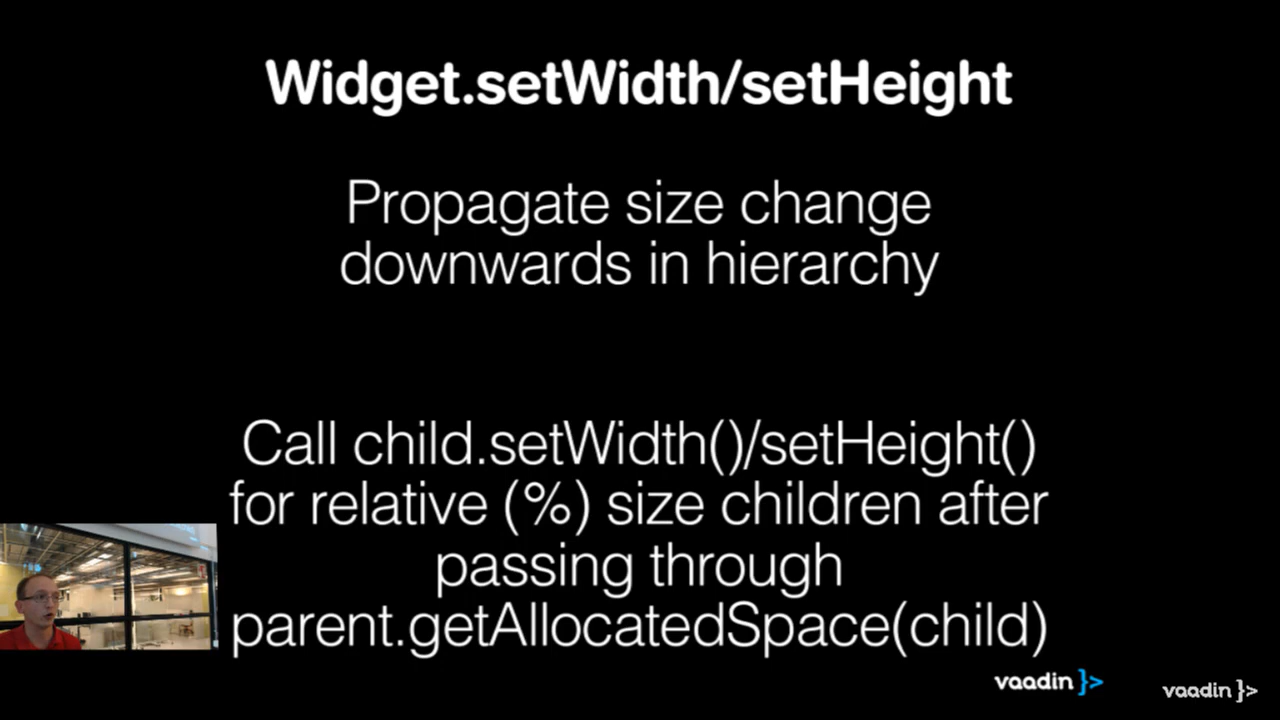 Widget.setWidth/setHeight
Propagate size change
downwards in hierarchy
Call child.setWidth()/setHeight()
for relative (%) size children after
passing through
parent.getAllocatedSpace(child)
vaadin }>
vaadin }>